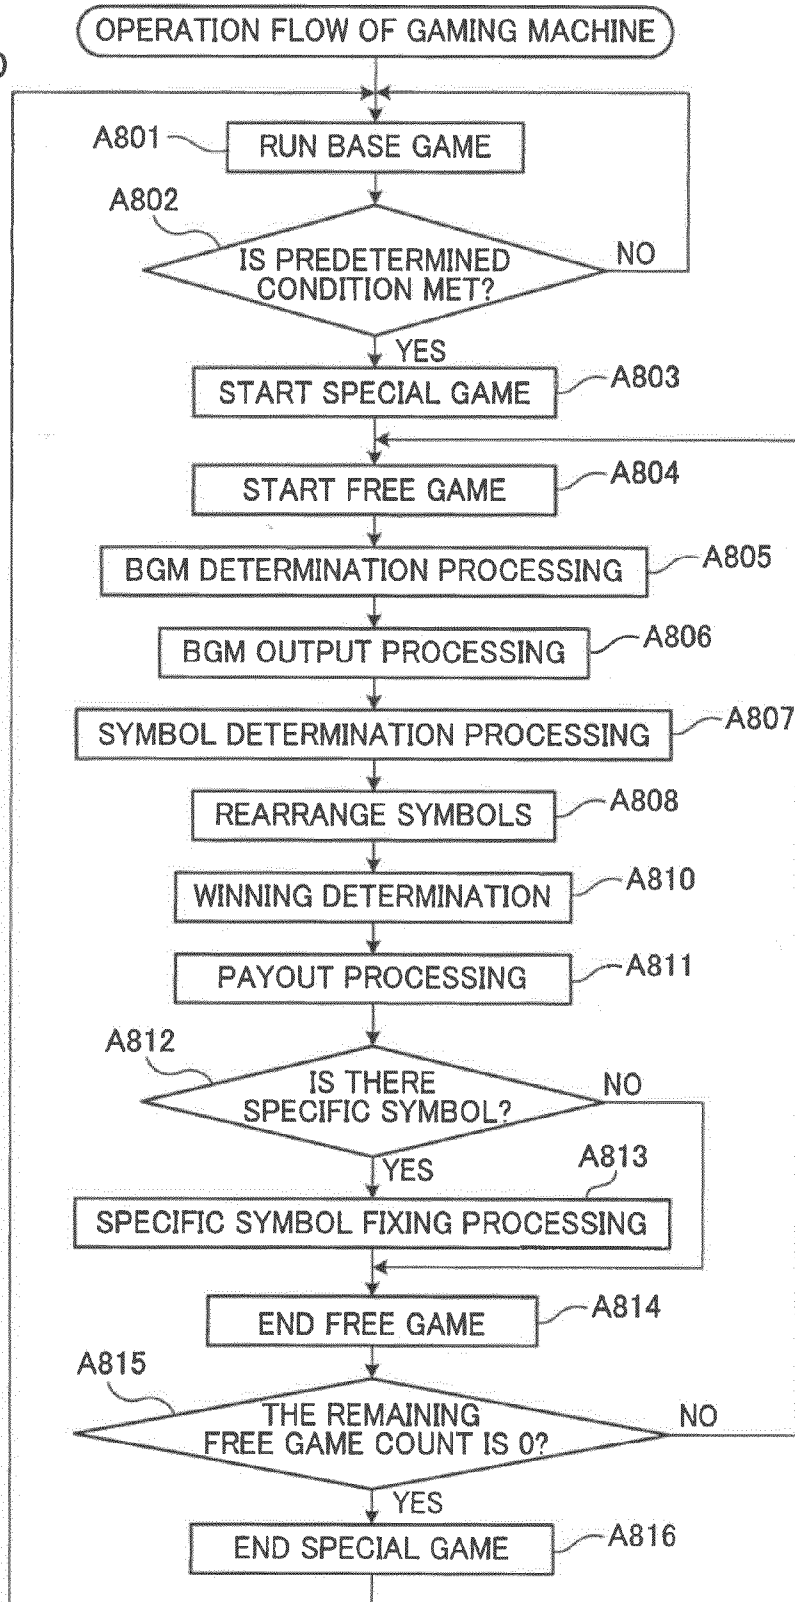 OPERATION FLOW OF GAMING MACHINE
A801
RUN BASE GAME
A802
IS PREDETERMINED
CONDITION MET?
NO
YES
START SPECIAL GAME
A803
START FREE GAME
A804
BGM DETERMINATION PROCESSING
A805
BGM OUTPUT PROCESSING
A806
SYMBOL DETERMINATION PROCESSING
A807
REARRANGE SYMBOLS
A808
WINNING DETERMINATION
A810
PAYOUT PROCESSING
A811
A812
IS THERE
SPECIFIC SYMBOL?
NO
YES
A813
SPECIFIC SYMBOL FIXING PROCESSING
END FREE GAME
A814
A815
THE REMAINING
FREE GAME COUNT IS 0?
NO
YES
END SPECIAL GAME
A816